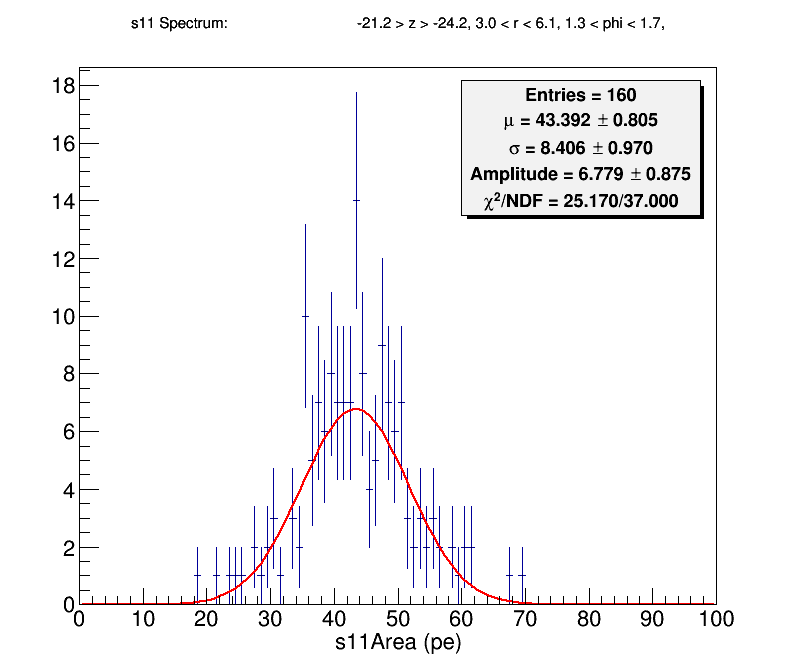 s11 Spectrum: -21.2 > z > -24.2, 3.0 < r < 6.1, 1.3 < phi < 1.7,
Entries = 160
μ = 43.392 ± 0.805
σ = 8.406 ± 0.970
Amplitude = 6.779 ± 0.875
χ²/NDF = 25.170/37.000
18
16
14
12
10
8
6
4
2
0
0 10 20 30 40 50 60 70 80 90 100
s11Area (pe)